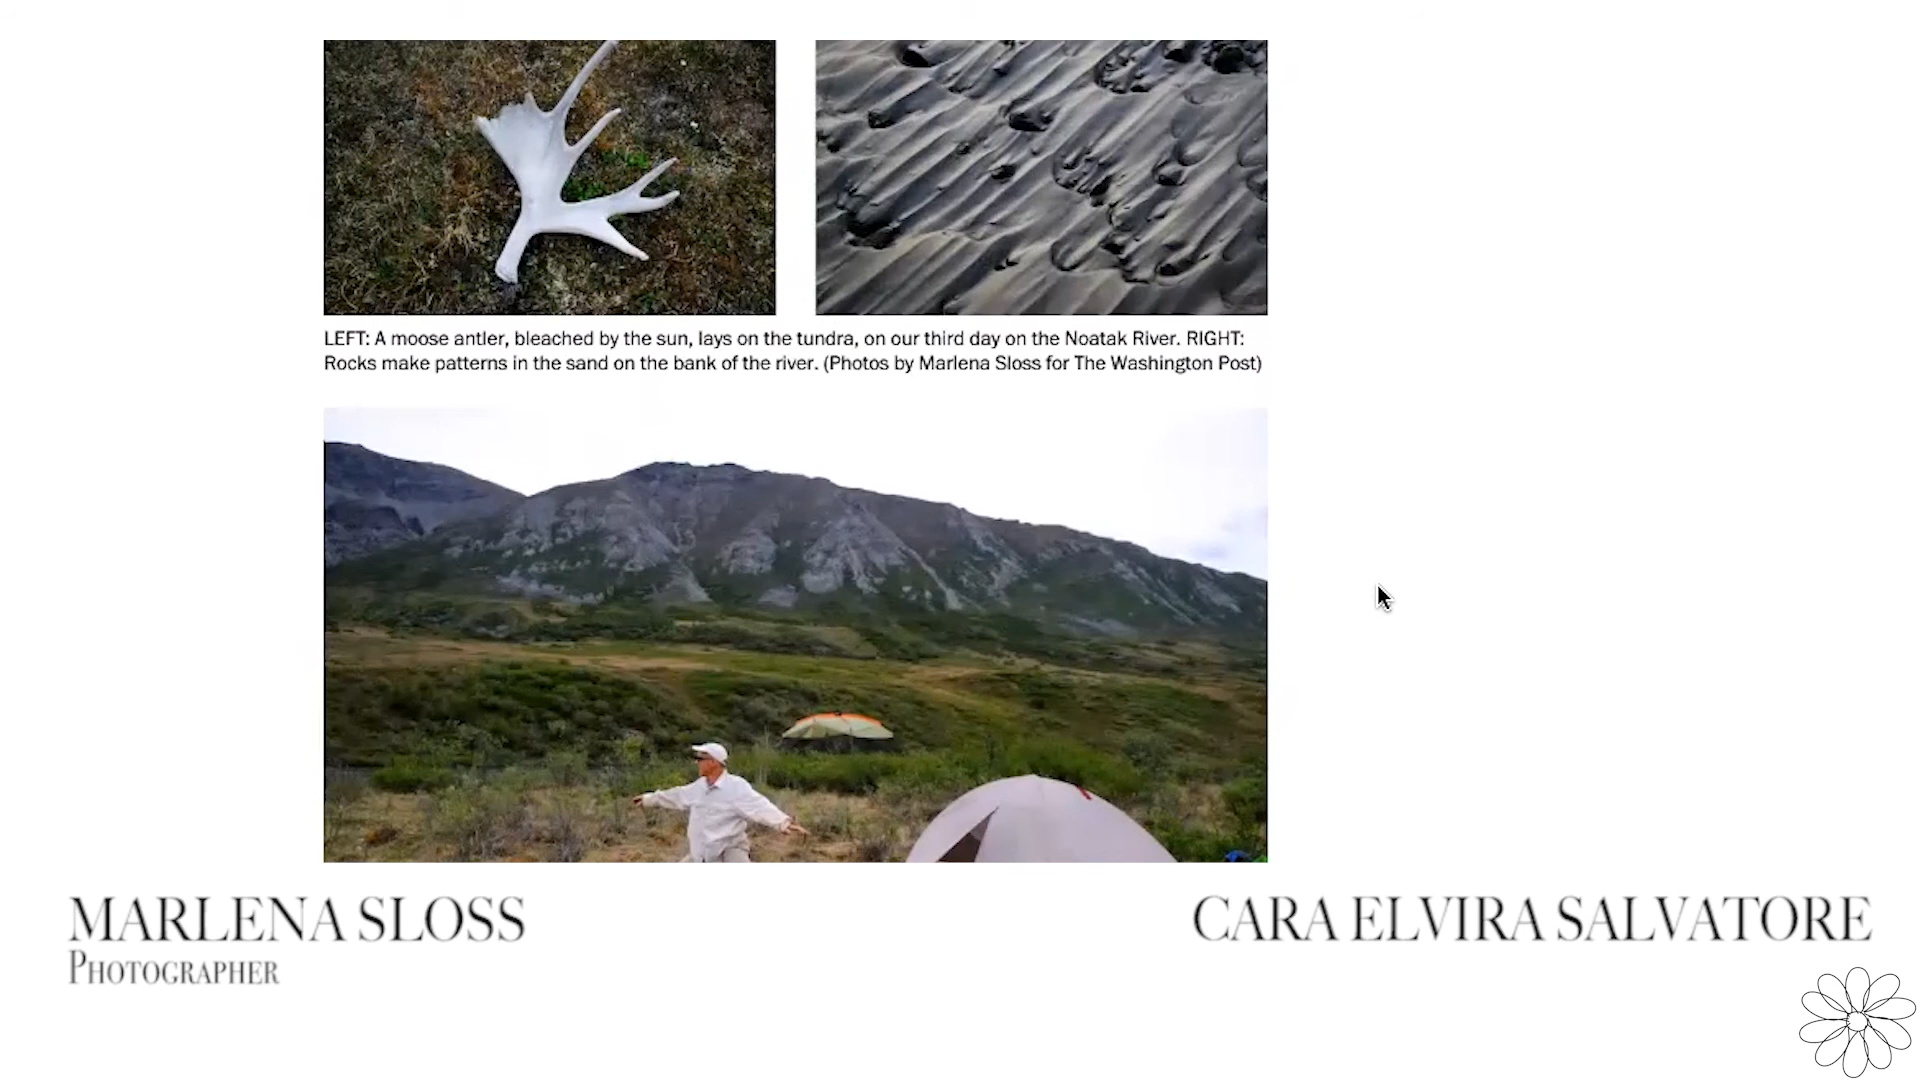 LEFT: A moose antler, bleached by the sun, lays on the tundra, on our third day on the Noatak River. RIGHT:
Rocks make patterns in the sand on the bank of the river. (Photos by Marlena Sloss for The Washington Post)
MARLENA SLOSS
PHOTOGRAPHER
CARA ELVIRA SALVATORE